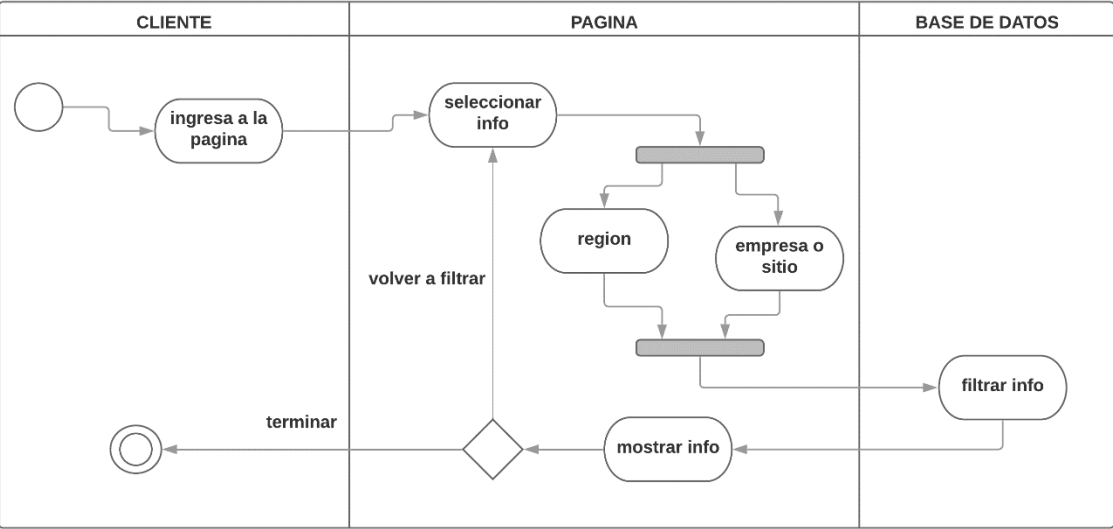 CLIENTE
PAGINA
BASE DE DATOS
ingresa a la
pagina
seleccionar
info
region
empresa o
sitio
volver a filtrar
filtrar info
terminar
mostrar info